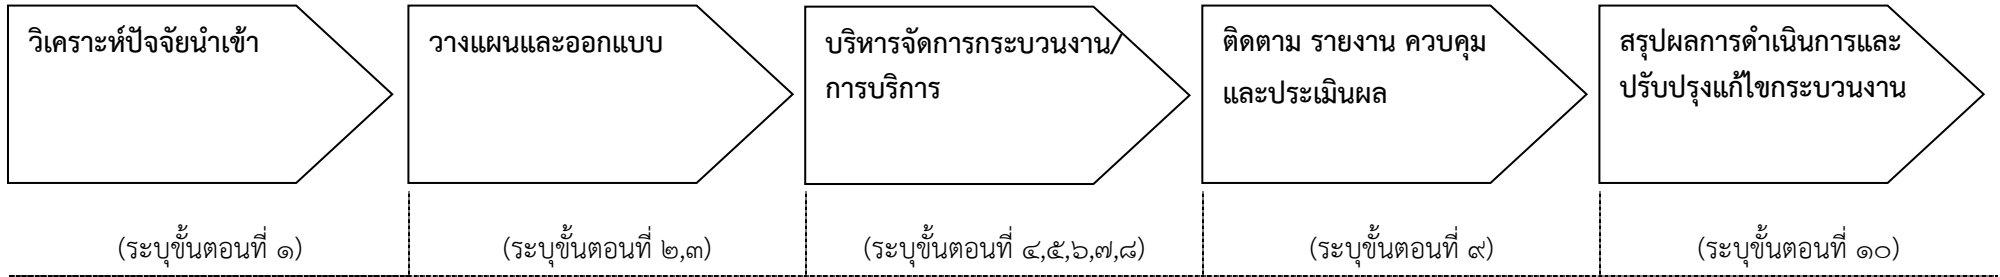 วิเคราะห์ปัจจัยนำเข้า
วางแผนและออกแบบ
บริหารจัดการกระบวนงาน/
การบริการ
ติดตาม รายงาน ควบคุม
และประเมินผล
สรุปผลการดำเนินการและ
ปรับปรุงแก้ไขกระบวนงาน
(ระบุขั้นตอนที่ ๑)
(ระบุขั้นตอนที่ ๒,๓)
(ระบุขั้นตอนที่ ๔,๕,๖,๗,๘)
(ระบุขั้นตอนที่ ๙)
(ระบุขั้นตอนที่ ๑๐)